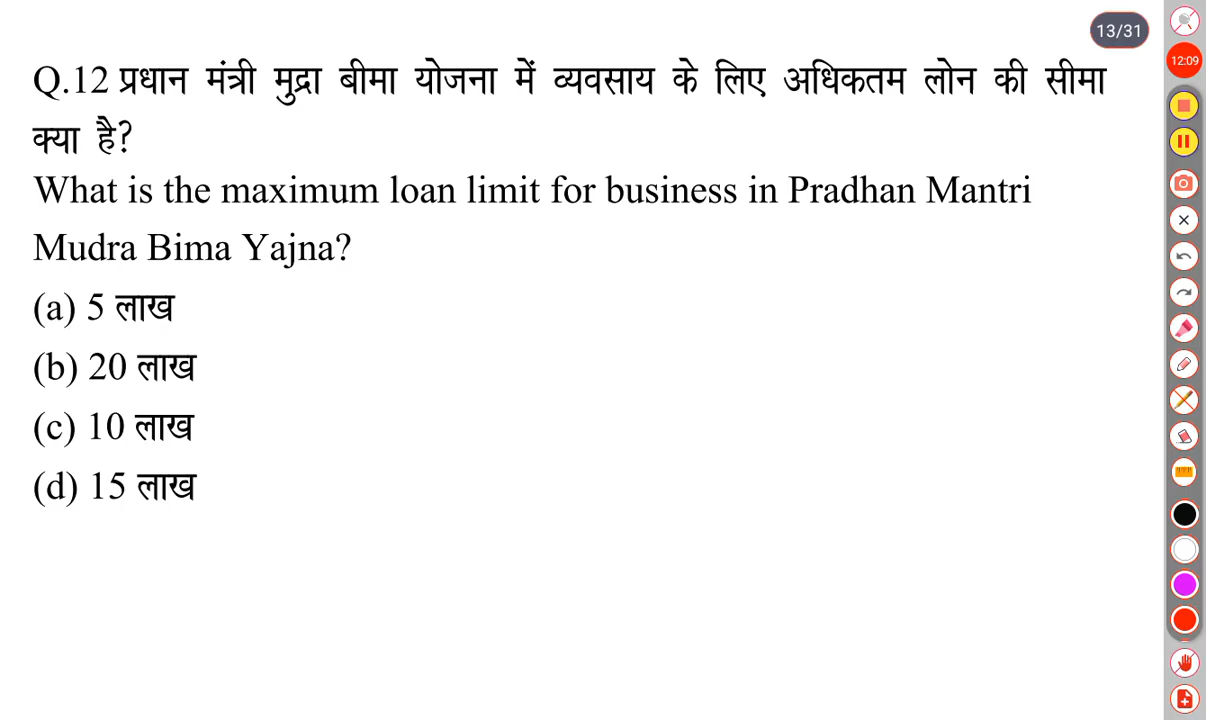 13/31
12:09
Q.12 प्रधान मंत्री मुद्रा बीमा योजना में व्यवसाय के लिए अधिकतम लोन की सीमा
क्या है?
What is the maximum loan limit for business in Pradhan Mantri
Mudra Bima Yajna?
(a) 5 लाख
(b) 20 लाख
(c) 10 लाख
(d) 15 लाख